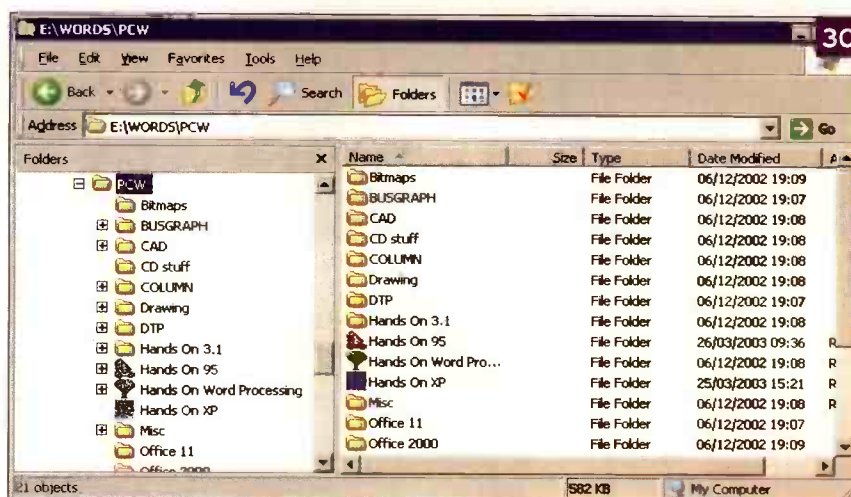 E:\WORDS\PCW
30
File Edit View Favorites Tools Help
Back Search Folders
Address E:\WORDS\PCW Go
Folders
PCW
Bitmaps
BUSGRAPH
CAD
CD stuff
COLUMN
Drawing
DTP
Hands On 3.1
Hands On 95
Hands On Word Processing
Hands On XP
Misc
Office 11
Office 2000
Name Size Type Date Modified A
Bitmaps File Folder 06/12/2002 19:09
BUSGRAPH File Folder 06/12/2002 19:07
CAD File Folder 06/12/2002 19:08
CD stuff File Folder 06/12/2002 19:08
COLUMN File Folder 06/12/2002 19:08
Drawing File Folder 06/12/2002 19:08
DTP File Folder 06/12/2002 19:07
Hands On 3.1 File Folder 06/12/2002 19:08
Hands On 95 File Folder 26/03/2003 09:36 R
Hands On Word Pro... File Folder 06/12/2002 19:08 R
Hands On XP File Folder 25/03/2003 15:21 R
Misc File Folder 06/12/2002 19:08 R
Office 11 File Folder 06/12/2002 19:07
Office 2000 File Folder 06/12/2002 19:09
21 objects 582 KB My Computer